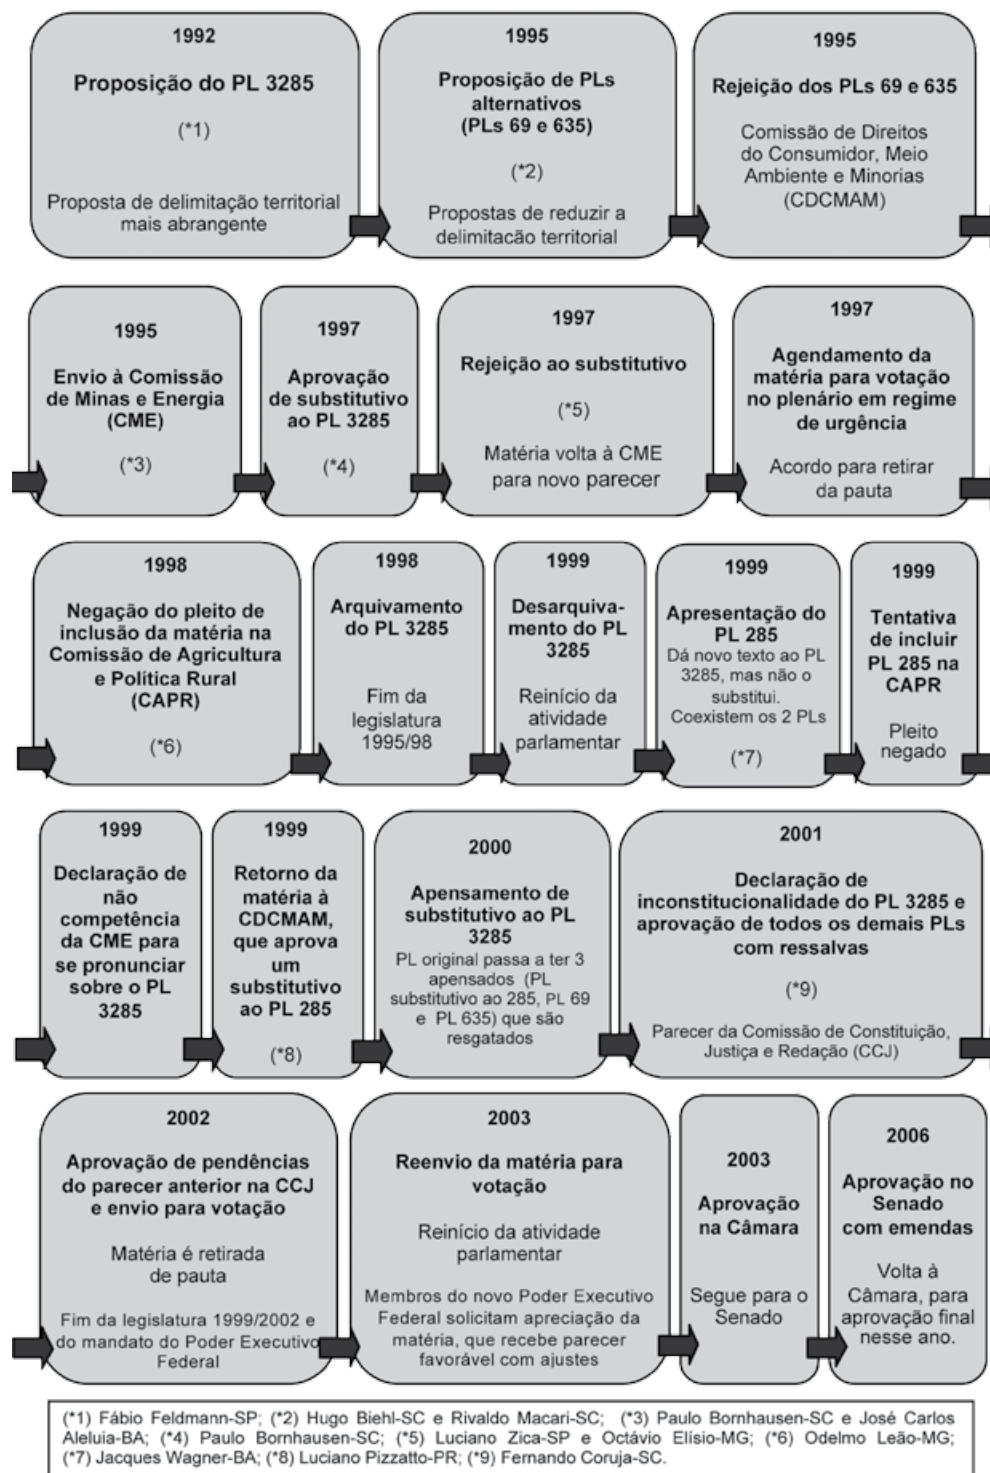 1992
Proposição do PL 3285
(*1)
Proposta de delimitação territorial
mais abrangente
1995
Proposição de PLs
alternativos
(PLs 69 e 635)
(*2)
Propostas de reduzir a
delimitacão territorial
1995
Rejeição dos PLs 69 e 635
Comissão de Direitos
do Consumidor, Meio
Ambiente e Minorias
(CDCMAM)
1995
Envio à Comissão
de Minas e Energia
(CME)
(*3)
1997
Aprovação
de substitutivo
ao PL 3285
(*4)
1997
Rejeição ao substitutivo
(*5)
Matéria volta à CME
para novo parecer
1997
Agendamento da
matéria para votação
no plenário em regime
de urgência
Acordo para retirar
da pauta
1998
Negação do pleito de
inclusão da matéria na
Comissão de Agricultura
e Política Rural
(CAPR)
(*6)
1998
Arquivamento
do PL 3285
Fim da
legislatura
1995/98
1999
Desarquiva-
mento do PL
3285
Reinício da
atividade
parlamentar
1999
Apresentação do
PL 285
Dá novo texto ao PL
3285, mas não o
substitui.
Coexistem os 2 PLs
(*7)
1999
Tentativa
de incluir
PL 285 na
CAPR
Pleito
negado
1999
Declaração de
não
competência
da CME para
se pronunciar
sobre o PL
3285
1999
Retorno da
matéria à
CDCMAM,
que aprova
um
substitutivo
ao PL 285
(*8)
2000
Apensamento de
substitutivo ao PL
3285
PL original passa a ter 3
apensados (PL
substitutivo ao 285, PL 69
e PL 635) que são
resgatados
2001
Declaração de
inconstitucionalidade do PL 3285 e
aprovação de todos os demais PLs
com ressalvas
(*9)
Parecer da Comissão de Constituição,
Justiça e Redação (CCJ)
2002
Aprovação de pendências
do parecer anterior na CCJ
e envio para votação
Matéria é retirada
de pauta
Fim da legislatura 1999/2002 e
do mandato do Poder Executivo
Federal
2003
Reenvio da matéria para
votação
Reinício da atividade
parlamentar
Membros do novo Poder Executivo
Federal solicitam apreciação da
matéria, que recebe parecer
favorável com ajustes
2003
Aprovação
na Câmara
Segue para o
Senado
2006
Aprovação no
Senado
com emendas
Volta à
Câmara, para
aprovação final
nesse ano.
(*1) Fábio Feldmann-SP; (*2) Hugo Biehl-SC e Rivaldo Macari-SC; (*3) Paulo Bornhausen-SC e José Carlos
Aleluia-BA; (*4) Paulo Bornhausen-SC; (*5) Luciano Zica-SP e Octávio Elísio-MG; (*6) Odelmo Leão-MG;
(*7) Jacques Wagner-BA; (*8) Luciano Pizzatto-PR; (*9) Fernando Coruja-SC.